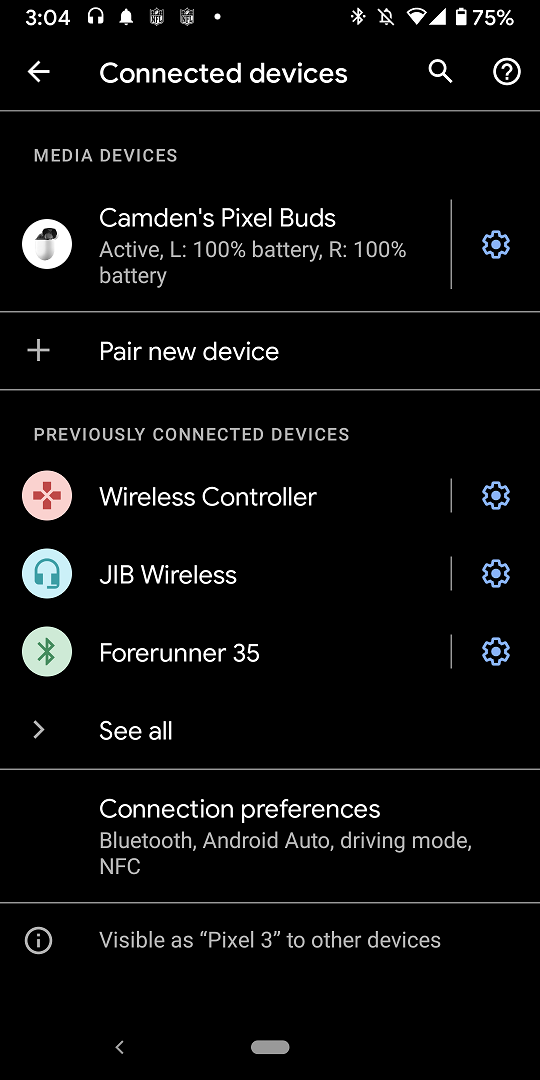 3:04 75%
Connected devices
MEDIA DEVICES
Camden's Pixel Buds
Active, L: 100% battery, R: 100%
battery
Pair new device
PREVIOUSLY CONNECTED DEVICES
Wireless Controller
JIB Wireless
Forerunner 35
See all
Connection preferences
Bluetooth, Android Auto, driving mode,
NFC
Visible as “Pixel 3” to other devices